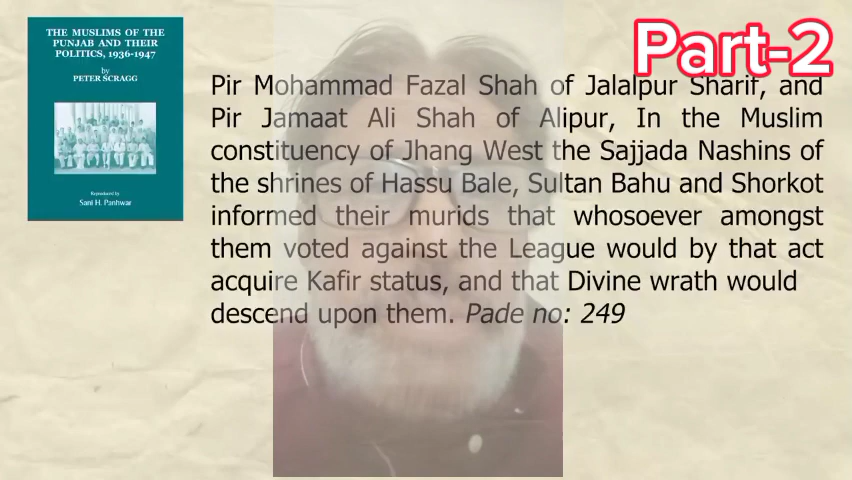 THE MUSLIMS OF THE
PUNJAB AND THEIR
POLITICS, 1936-1947
by
PETER SCRAGG
Reproduced by
Sani H. Panhwar
Part-2
Pir Mohammad Fazal Shah of Jalalpur Sharif, and
Pir Jamaat Ali Shah of Alipur, In the Muslim
constituency of Jhang West the Sajjada Nashins of
the shrines of Hassu Bale, Sultan Bahu and Shorkot
informed their murids that whosoever amongst
them voted against the League would by that act
acquire Kafir status, and that Divine wrath would
descend upon them. Pade no: 249